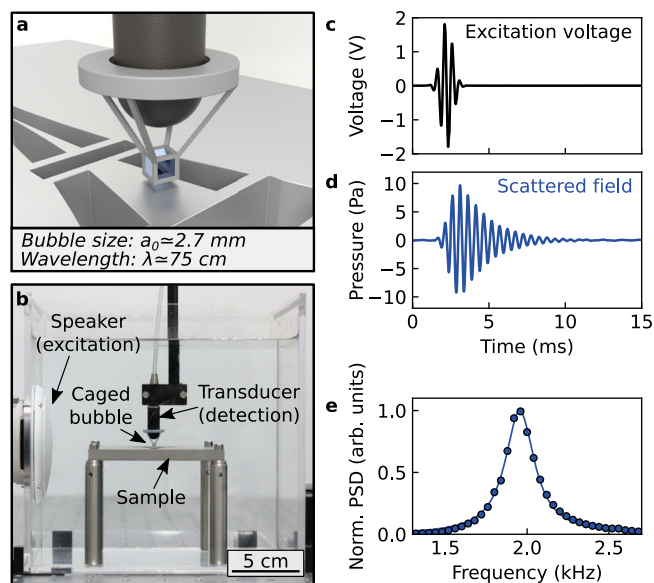 a
Bubble size: a₀≃2.7 mm
Wavelength: λ≃75 cm
b
Speaker
(excitation)
Caged
bubble
Transducer
(detection)
Sample
5 cm
c
Excitation voltage
Voltage (V)
2
1
0
−1
−2
d
Scattered field
Pressure (Pa)
10
5
0
−5
−10
0
5
10
15
Time (ms)
e
Norm. PSD (arb. units)
1.0
0.5
0.0
1.5
2.0
2.5
Frequency (kHz)